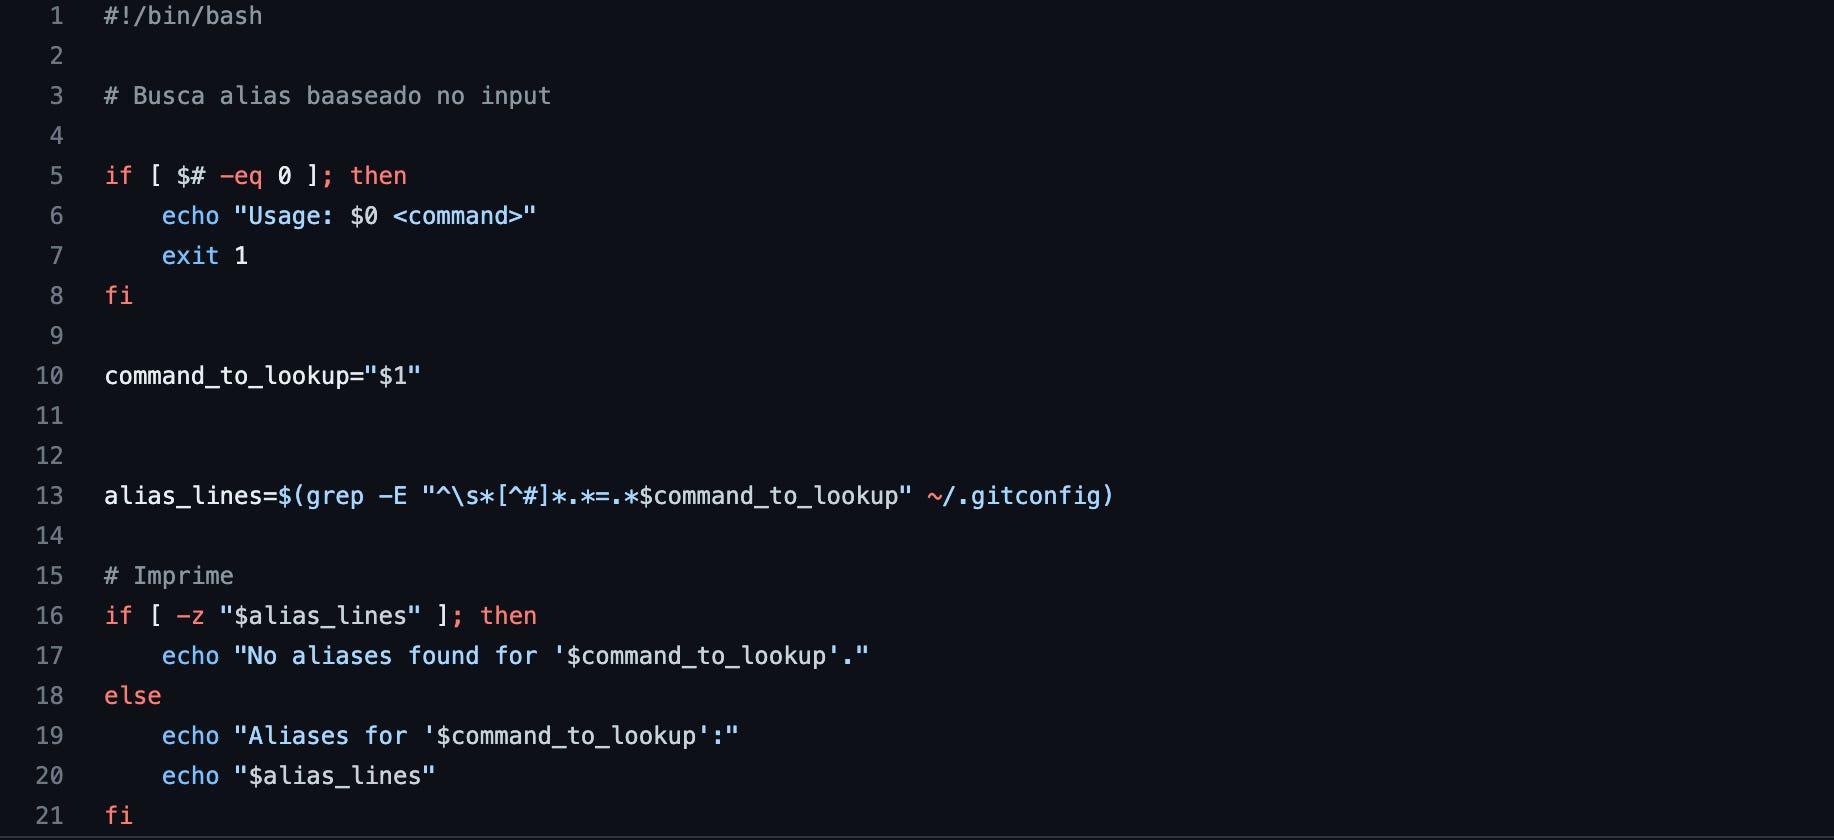 1 #!/bin/bash
2
3 # Busca alias baaseado no input
4
5 if [ $# -eq 0 ]; then
6     echo "Usage: $0 <command>"
7     exit 1
8 fi
9
10 command_to_lookup="$1"
11
12
13 alias_lines=$(grep -E "^\s*[^#]*.*=.*$command_to_lookup" ~/.gitconfig)
14
15 # Imprime
16 if [ -z "$alias_lines" ]; then
17     echo "No aliases found for '$command_to_lookup'."
18 else
19     echo "Aliases for '$command_to_lookup':"
20     echo "$alias_lines"
21 fi